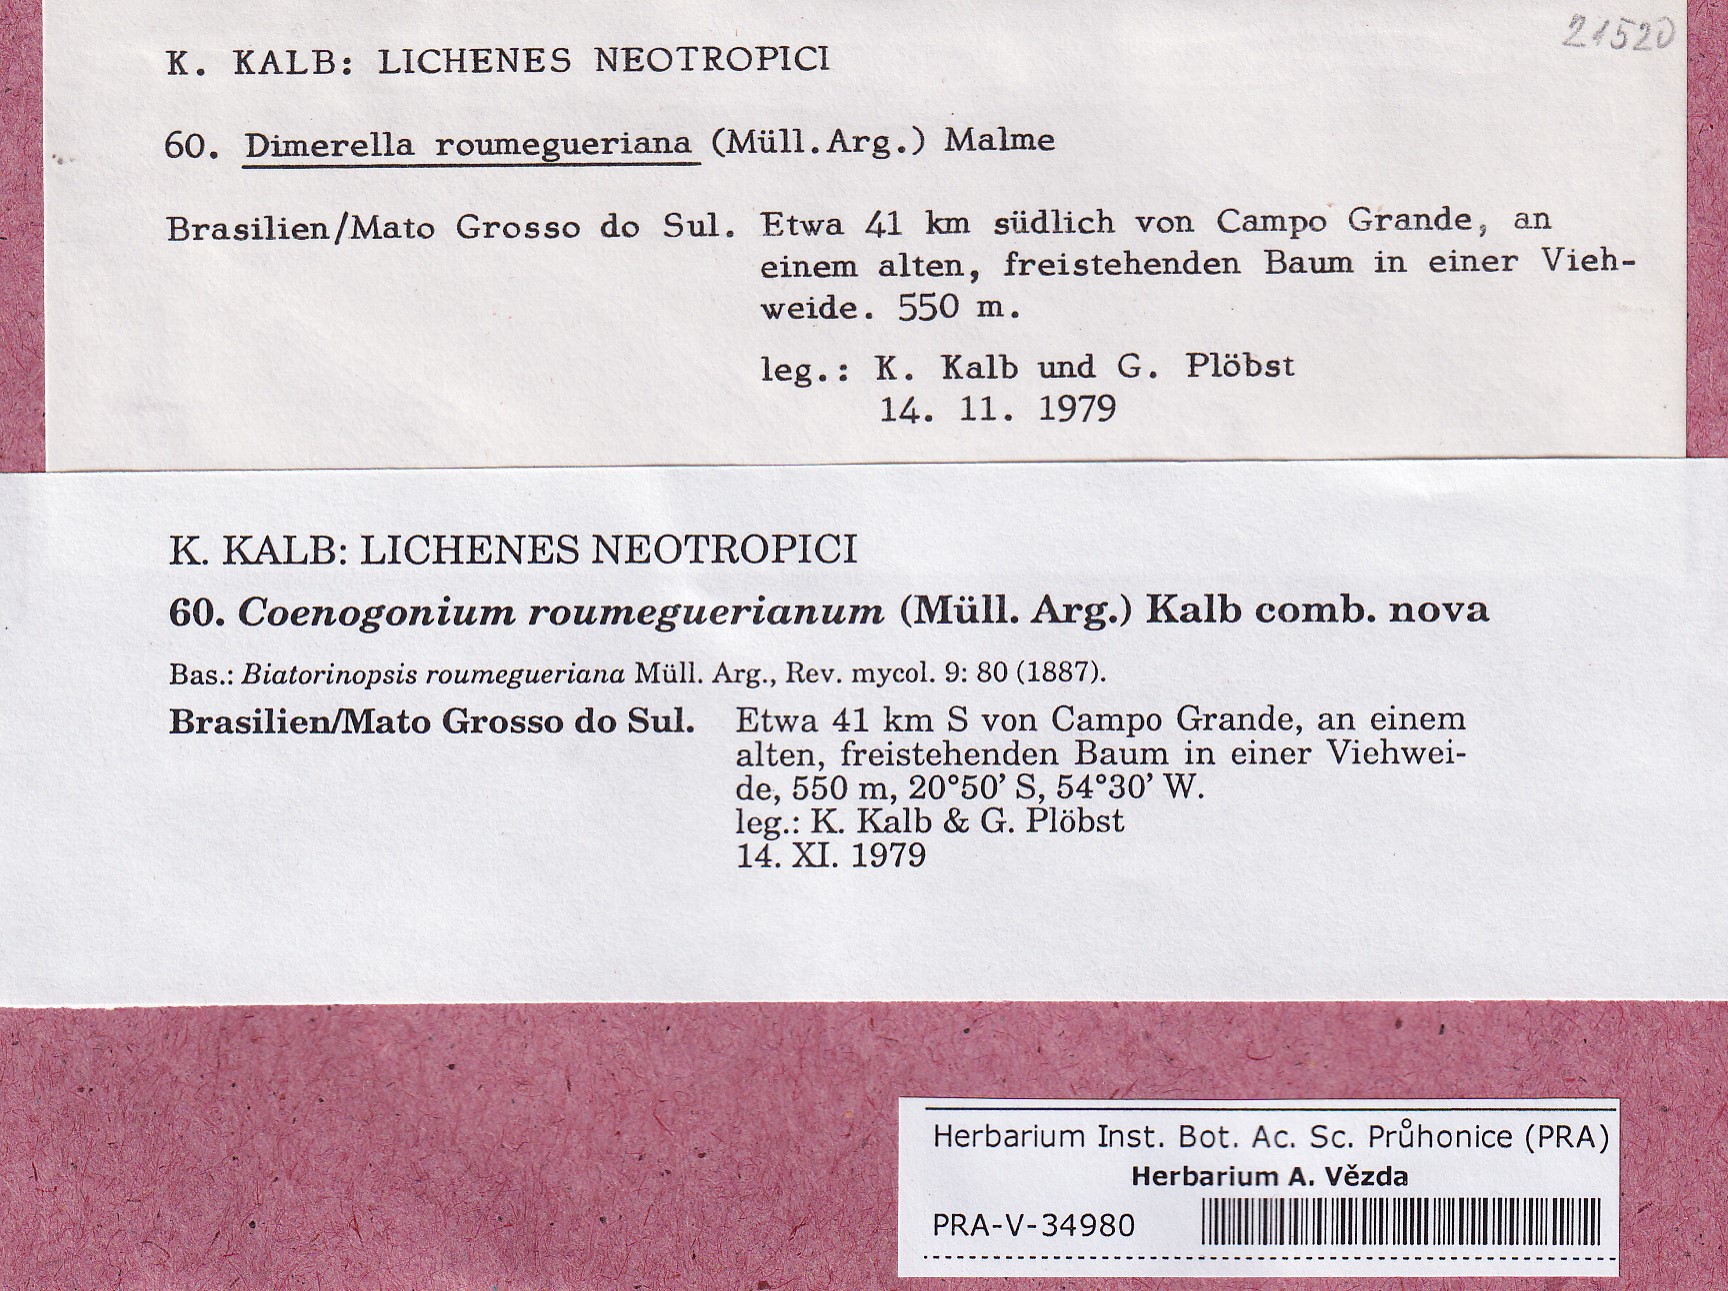 21520
K. KALB: LICHENES NEOTROPICI
60. Dimerella roumegueriana (Müll.Arg.) Malme
Brasilien/Mato Grosso do Sul. Etwa 41 km südlich von Campo Grande, an
einem alten, freistehenden Baum in einer Vieh-
weide. 550 m.
leg.: K. Kalb und G. Plöbst
14. 11. 1979
K. KALB: LICHENES NEOTROPICI
60. Coenogonium roumeguerianum (Müll. Arg.) Kalb comb. nova
Bas.: Biatorinopsis roumegueriana Müll. Arg., Rev. mycol. 9: 80 (1887).
Brasilien/Mato Grosso do Sul. Etwa 41 km S von Campo Grande, an einem
alten, freistehenden Baum in einer Viehwei-
de, 550 m, 20°50’ S, 54°30’ W.
leg.: K. Kalb & G. Plöbst
14. XI. 1979
Herbarium Inst. Bot. Ac. Sc. Průhonice (PRA)
Herbarium A. Vězda
PRA-V-34980